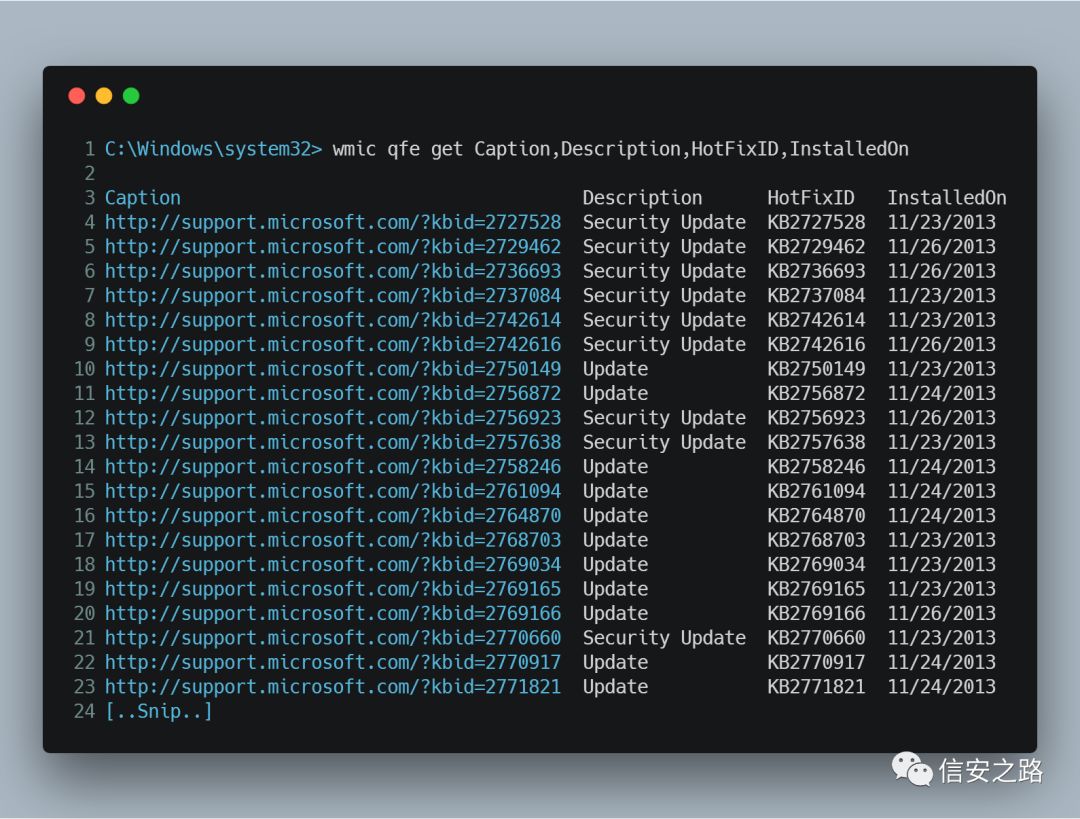 1 C:\Windows\system32> wmic qfe get Caption,Description,HotFixID,InstalledOn
2
3 Caption Description HotFixID InstalledOn
4 http://support.microsoft.com/?kbid=2727528 Security Update KB2727528 11/23/2013
5 http://support.microsoft.com/?kbid=2729462 Security Update KB2729462 11/26/2013
6 http://support.microsoft.com/?kbid=2736693 Security Update KB2736693 11/26/2013
7 http://support.microsoft.com/?kbid=2737084 Security Update KB2737084 11/23/2013
8 http://support.microsoft.com/?kbid=2742614 Security Update KB2742614 11/23/2013
9 http://support.microsoft.com/?kbid=2742616 Security Update KB2742616 11/26/2013
10 http://support.microsoft.com/?kbid=2750149 Update KB2750149 11/23/2013
11 http://support.microsoft.com/?kbid=2756872 Update KB2756872 11/24/2013
12 http://support.microsoft.com/?kbid=2756923 Security Update KB2756923 11/26/2013
13 http://support.microsoft.com/?kbid=2757638 Security Update KB2757638 11/23/2013
14 http://support.microsoft.com/?kbid=2758246 Update KB2758246 11/24/2013
15 http://support.microsoft.com/?kbid=2761094 Update KB2761094 11/24/2013
16 http://support.microsoft.com/?kbid=2764870 Update KB2764870 11/24/2013
17 http://support.microsoft.com/?kbid=2768703 Update KB2768703 11/23/2013
18 http://support.microsoft.com/?kbid=2769034 Update KB2769034 11/23/2013
19 http://support.microsoft.com/?kbid=2769165 Update KB2769165 11/23/2013
20 http://support.microsoft.com/?kbid=2769166 Update KB2769166 11/26/2013
21 http://support.microsoft.com/?kbid=2770660 Security Update KB2770660 11/23/2013
22 http://support.microsoft.com/?kbid=2770917 Update KB2770917 11/24/2013
23 http://support.microsoft.com/?kbid=2771821 Update KB2771821 11/24/2013
24 [..Snip..]
信安之路